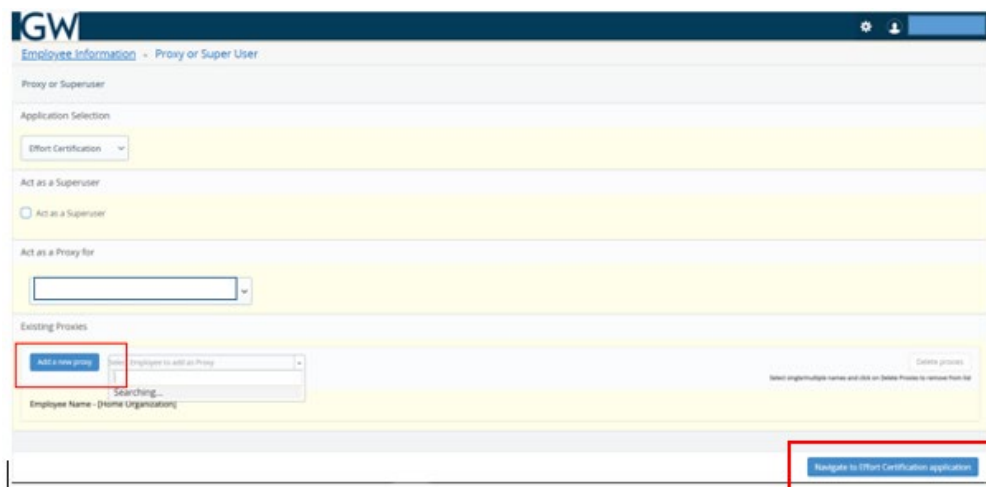 GW
Employee Information - Proxy or Super User
Proxy or Superuser
Application Selection
Effort Certification
Act as a Superuser
Act as a Superuser
Act as a Proxy for
Existing Proxies
Add a new proxy
Select Employee to add as Proxy
Delete proxies
Searching...
Select single/multiple names and click on Delete Proxies to remove from list
Employee Name - [Home Organization]
Navigate to Effort Certification application